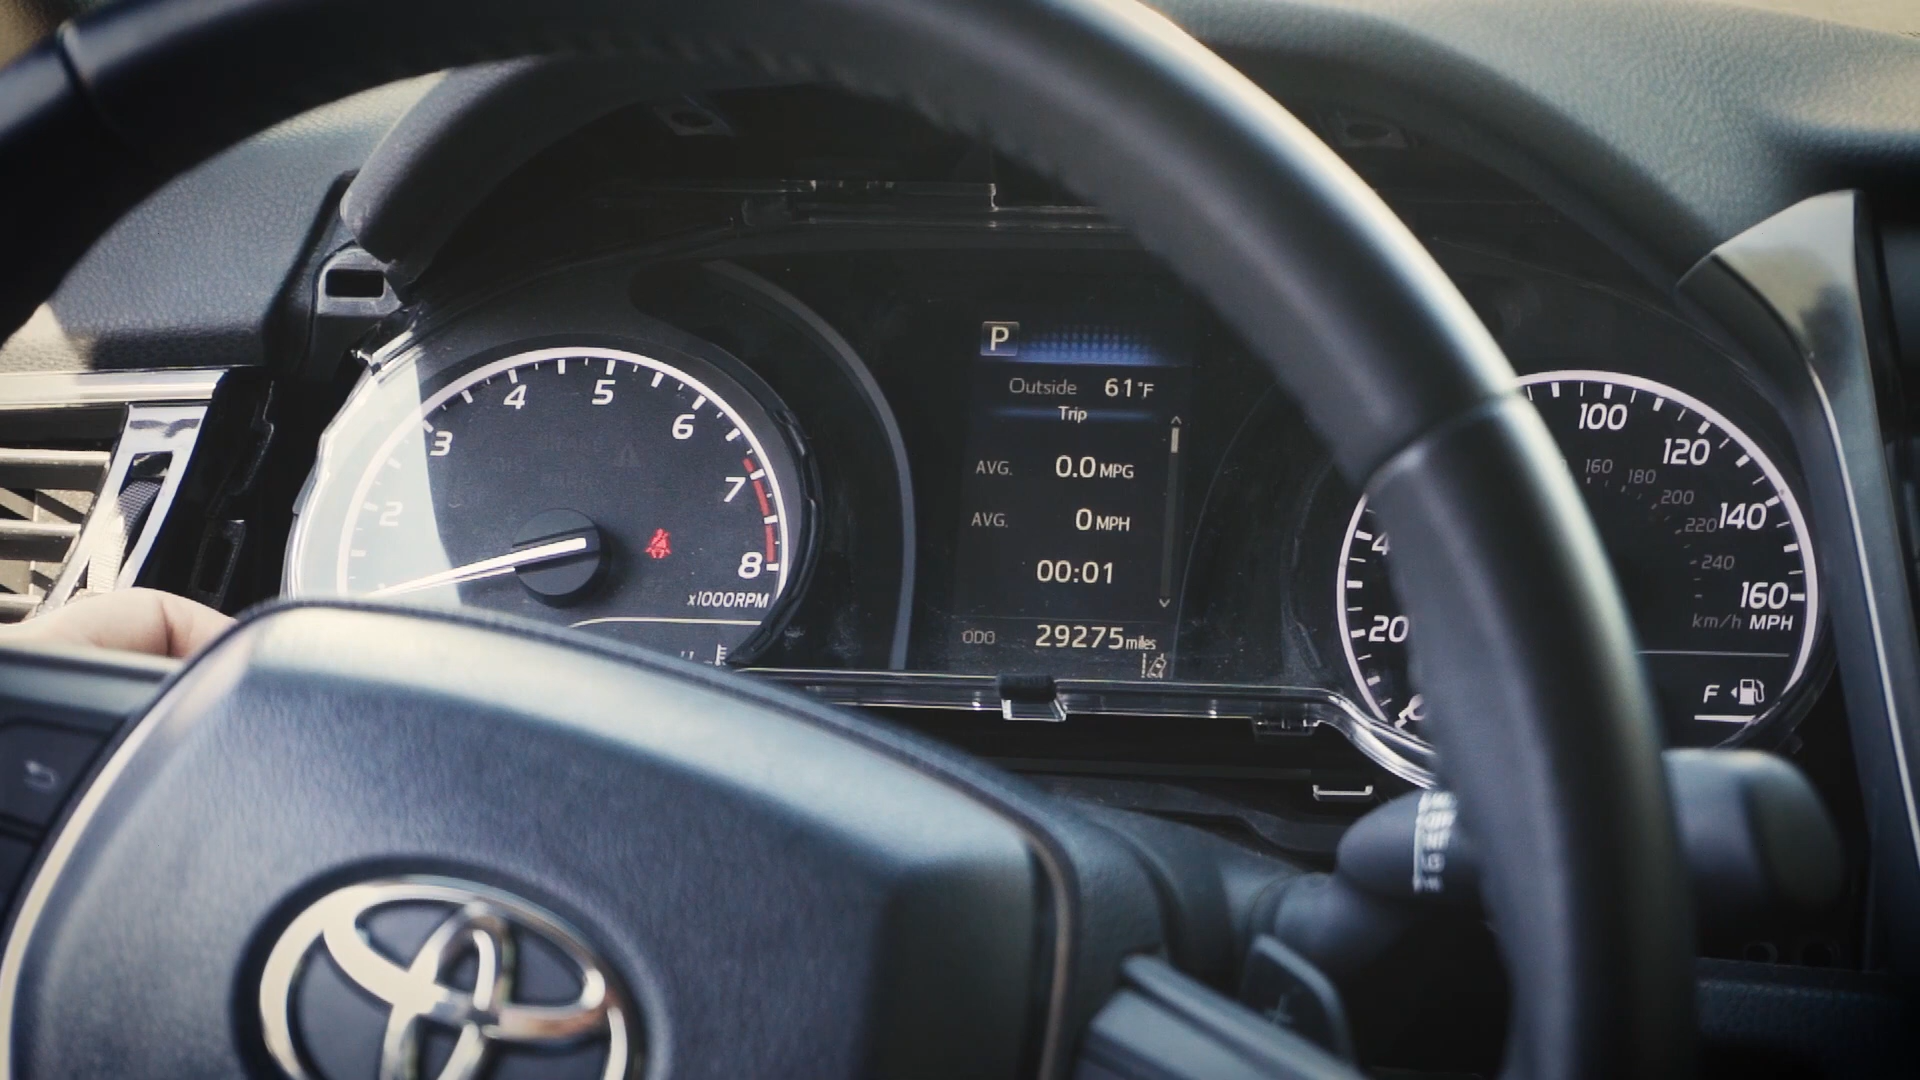 P
Outside 61°F
Trip
AVG. 0.0 MPG
AVG. 0 MPH
00:01
ODO 29275 miles
2 3 4 5 6 7 8
x1000RPM
20 100 120 140 160
160 180 200 220 240
km/h MPH
F